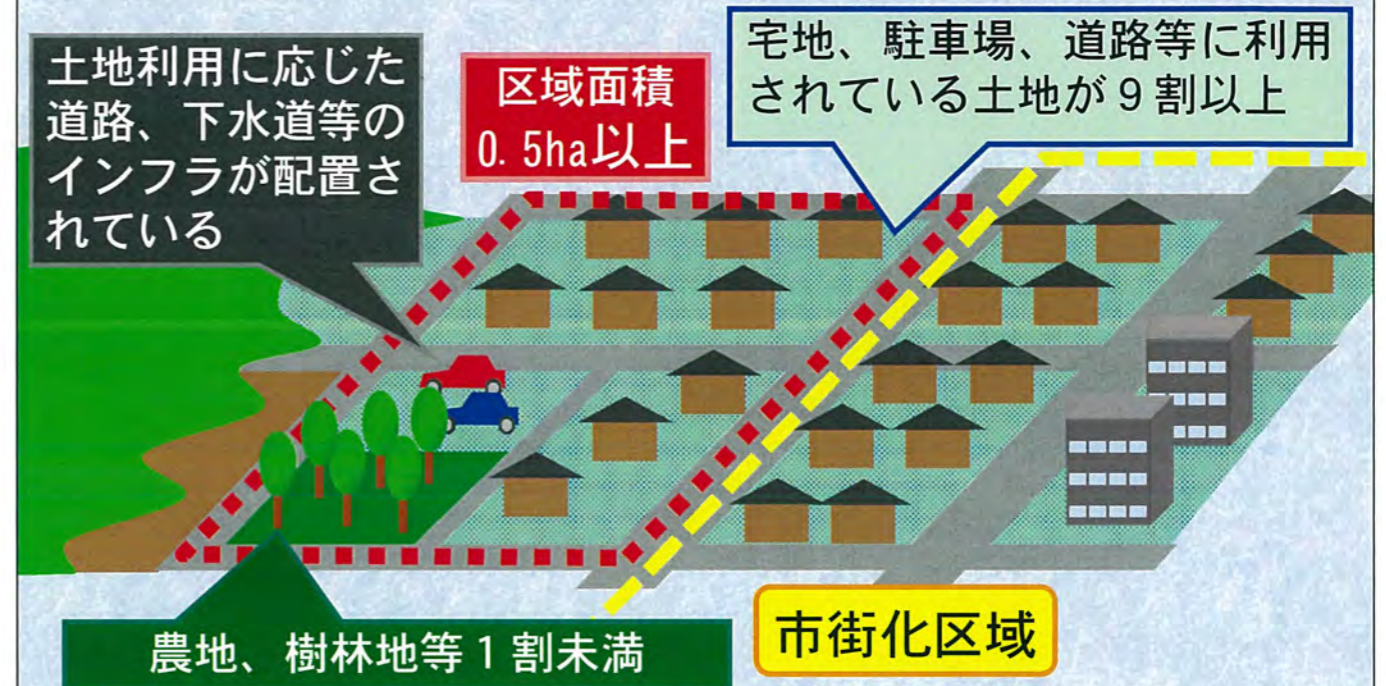 土地利用に応じた
道路、下水道等の
インフラが配置さ
れている
区域面積
0.5ha以上
宅地、駐車場、道路等に利用
されている土地が9割以上
農地、樹林地等1割未満
市街化区域